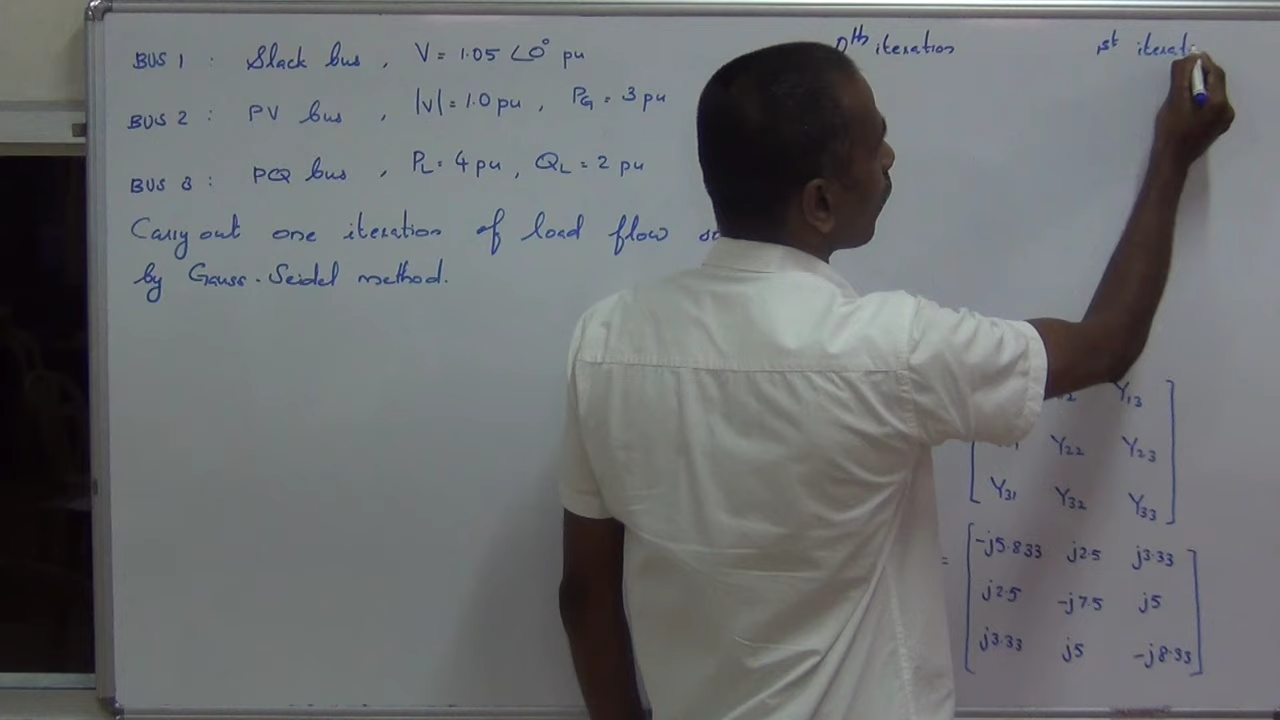 BUS 1 : Slack bus , V = 1.05 ∠0° pu
BUS 2 : PV bus , |V| = 1.0 pu , PG = 3 pu
BUS 3 : PQ bus , PL = 4 pu , QL = 2 pu
Carry out one iteration of load flow
by Gauss-Seidel method.
0th iteration
1st iterati
Y13
Y22 Y23
Y31 Y32 Y33
= -j5.833 j2.5 j3.33
j2.5 -j7.5 j5
j3.33 j5 -j8.33